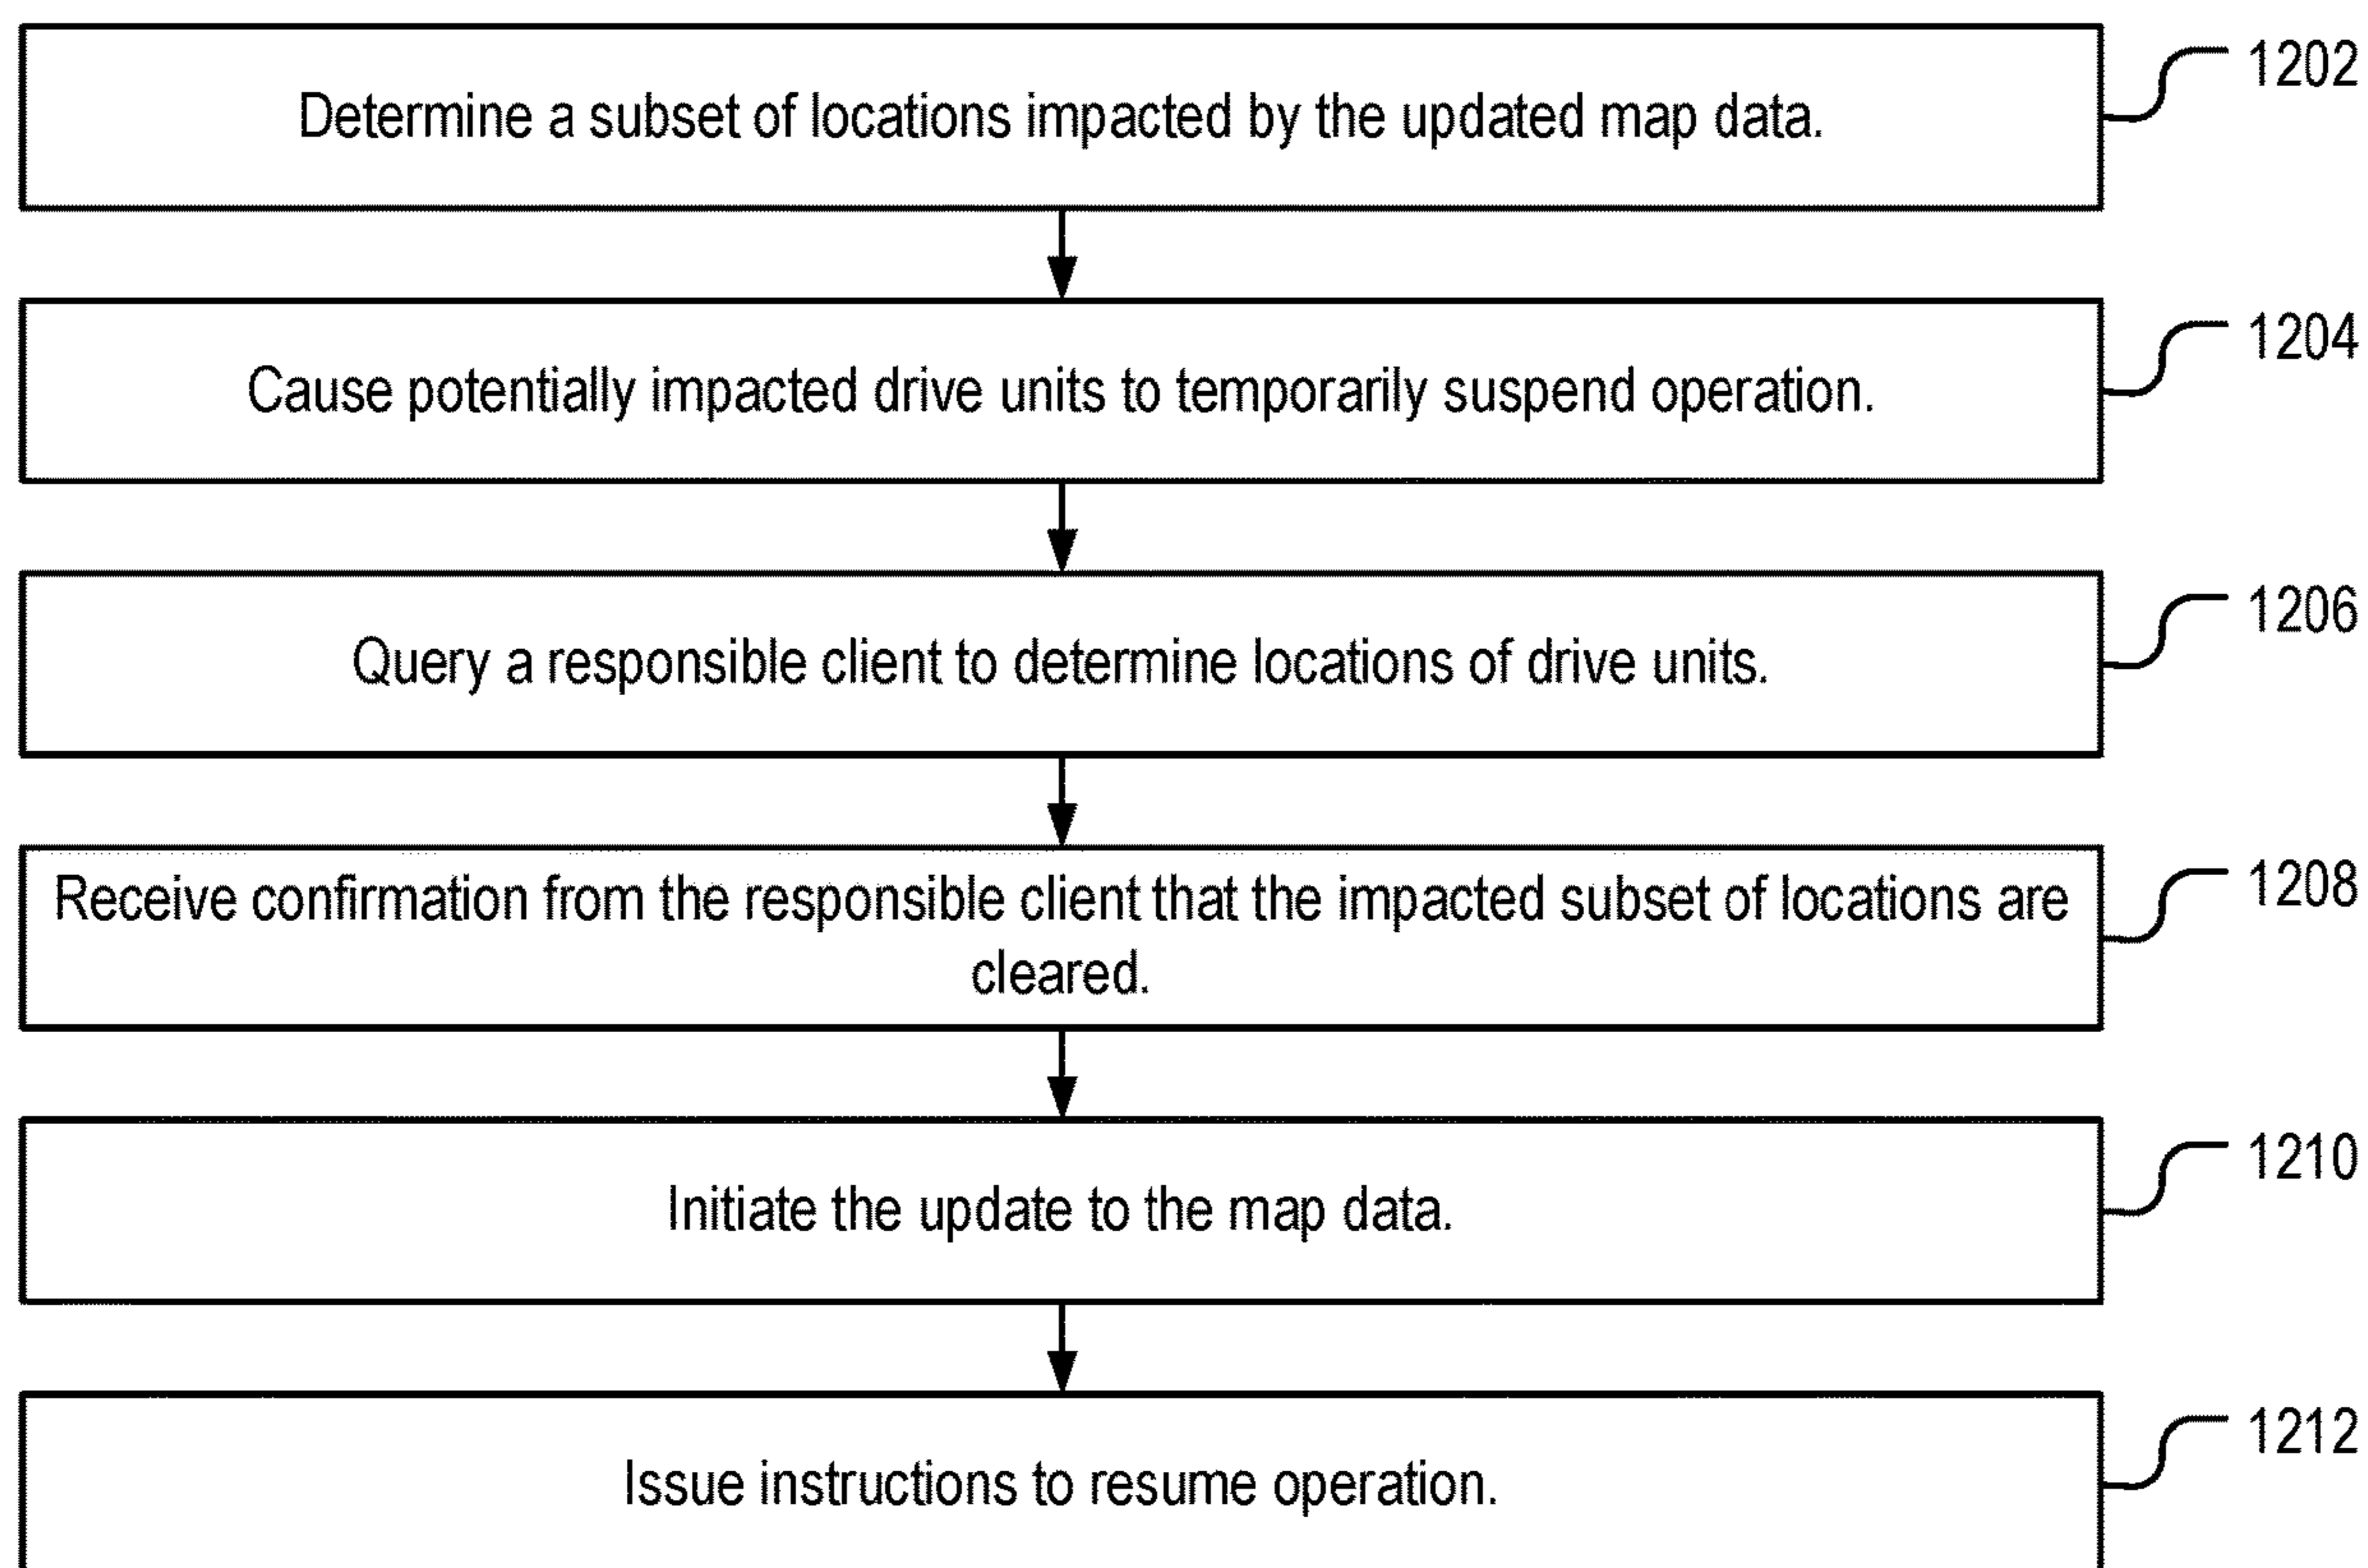 Determine a subset of locations impacted by the updated map data.
1202
Cause potentially impacted drive units to temporarily suspend operation.
1204
Query a responsible client to determine locations of drive units.
1206
Receive confirmation from the responsible client that the impacted subset of locations are
cleared.
1208
Initiate the update to the map data.
1210
Issue instructions to resume operation.
1212